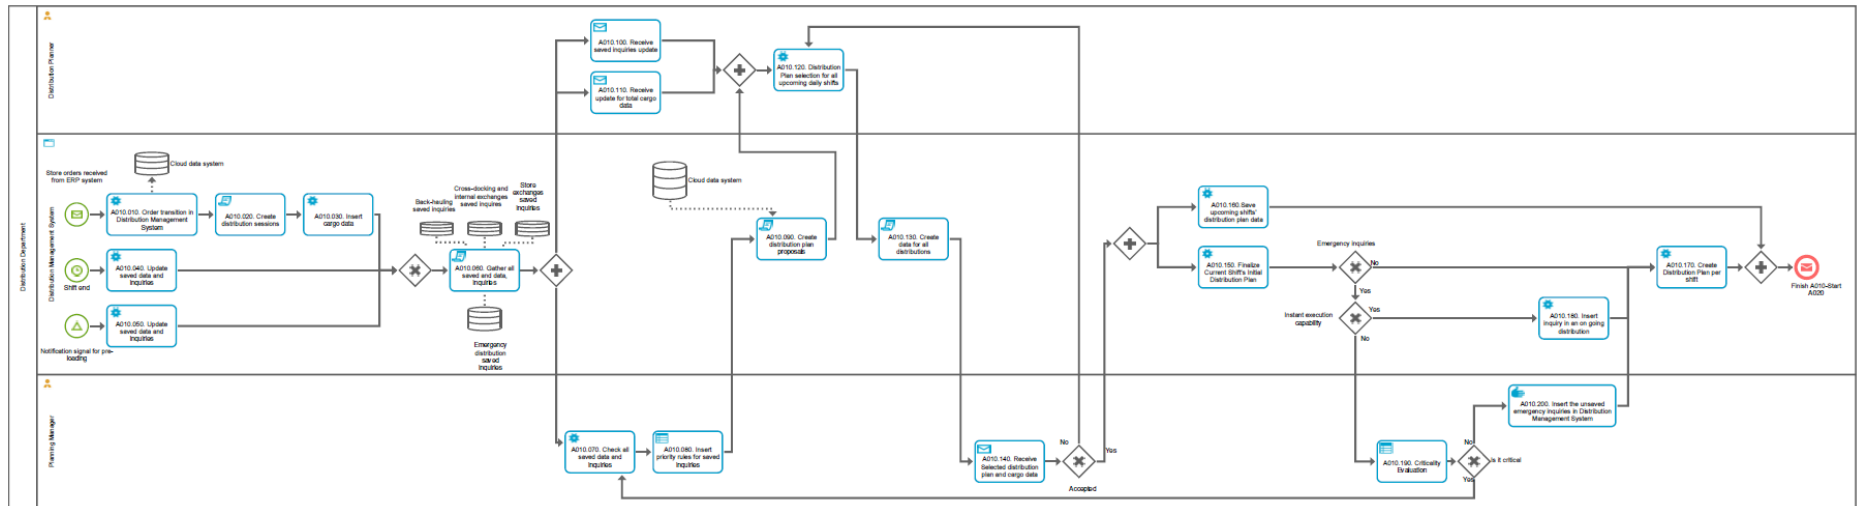 Distribution Department
Distribution Planner
A010.100. Receive
saved inquiries update
A010.110. Receive
update for total cargo
data
A010.120. Distribution
Plan selection for all
upcoming daily shifts
Distribution Management System
Store orders received
from ERP system
Cloud data system
A010.010. Order transition in
Distribution Management
System
A010.020. Create
distribution sessions
A010.030. Insert
cargo data
Shift end
A010.040. Update
saved data and
Inquiries
Notification signal for pre-
loading
A010.050. Update
saved data and
Inquiries
Back-hauling
saved inquiries
Cross-docking and
internal exchanges
saved inquires
Store
exchanges
saved
Inquiries
A010.060. Gather all
saved end data,
Inquiries
Emergency
distribution
saved
Inquiries
Cloud data system
A010.090. Create
distribution plan
proposals
A010.130. Create
data for all
distributions
A010.160.Save
upcoming shifts'
distribution plan data
A010.150. Finalize
Current Shift's Initial
Distribution Plan
Emergency inquiries
No
Yes
Instant execution
capability
Yes
No
A010.180. Insert
Inquiry in an on going
distribution
A010.170. Create
Distribution Plan per
shift
Finish A010-Start
A020
Planning Manager
A010.070. Check all
saved data and
Inquiries
A010.080. Insert
priority rules for saved
Inquiries
A010.140. Receive
Selected distribution
plan and cargo data
No
Yes
Accepted
A010.190. Criticality
Evaluation
No
Is it critical
Yes
A010.200. Insert the unsaved
emergency inquiries in Distribution
Management System